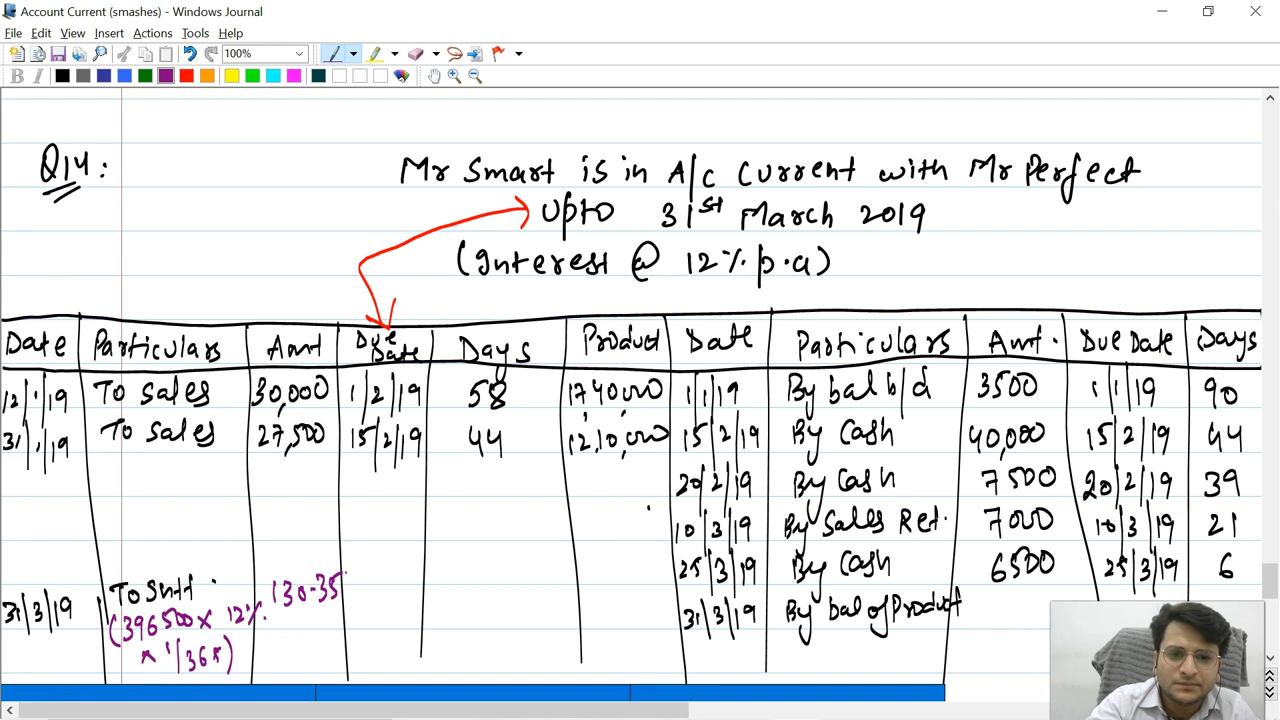 Account Current (smashes) - Windows Journal
File Edit View Insert Actions Tools Help
100%
B I
Q14:
Mr Smart is in A/c Current with Mr Perfect
Upto 31st March 2019
(Interest @ 12% p.a)
Date Particulars Amt Due Date Days Product Date Particulars Amt. Due Date Days
12/1/19 To Sales 30,000 1/2/19 58 1740,000 1/1/19 By bal b/d 3500 1/1/19 90
31/1/19 To Sales 27,500 15/2/19 44 12,10,000 15/2/19 By Cash 40,000 15/2/19 44
20/2/19 By Cash 7500 20/2/19 39
10/3/19 By Sales Ret. 7000 10/3/19 21
25/3/19 By Cash 6500 25/3/19 6
31/3/19 To 130.35 31/3/19 By bal of Product
(396500 x 12%